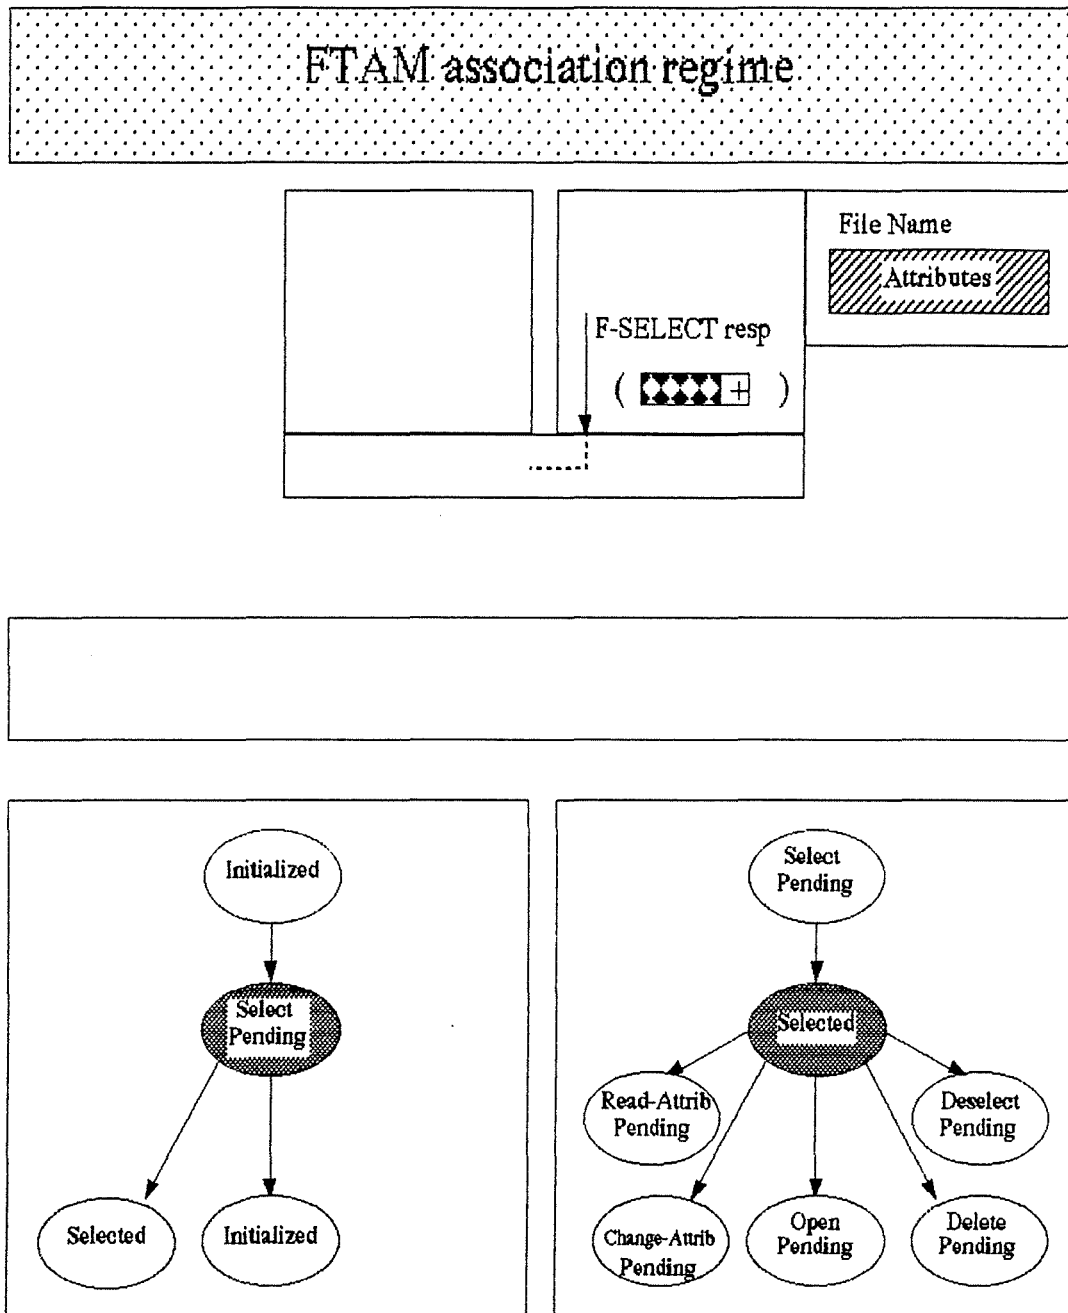 FTAM association regime
File Name
Attributes
F-SELECT resp
( + )
Initialized
Select
Pending
Selected
Initialized
Select
Pending
Selected
Read-Attrib
Pending
Deselect
Pending
Change-Attrib
Pending
Open
Pending
Delete
Pending